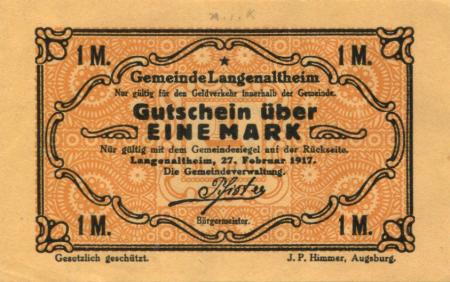 1 M. 1 M.
Gemeinde Langenaltheim
Nur gültig für den Geldverkehr innerhalb der Gemeinde.
Gutschein über
EINE MARK
Nur gültig mit dem Gemeindesiegel auf der Rückseite.
Langenaltheim, 27. Februar 1917.
Die Gemeindeverwaltung.
Bürgermeister.
1 M. 1 M.
Gesetzlich geschützt. J. P. Himmer, Augsburg.